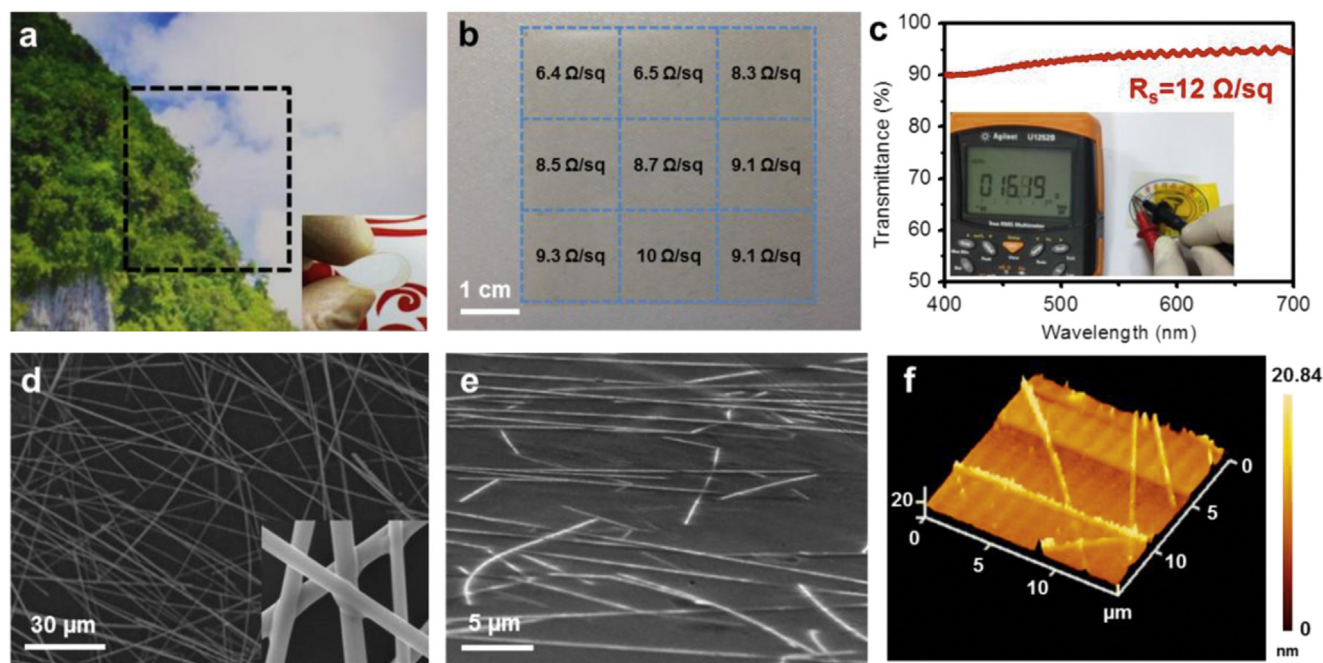 a
b
6.4 Ω/sq 6.5 Ω/sq 8.3 Ω/sq
8.5 Ω/sq 8.7 Ω/sq 9.1 Ω/sq
9.3 Ω/sq 10 Ω/sq 9.1 Ω/sq
1 cm
c
100
90
80
70
60
50
400 500 600 700
Transmittance (%)
Wavelength (nm)
Rs=12 Ω/sq
Agilent U1252B
016.19
True RMS Multimeter
d
30 μm
e
5 μm
f
20
0
5
10
μm
0
5
10
20.84
0
nm